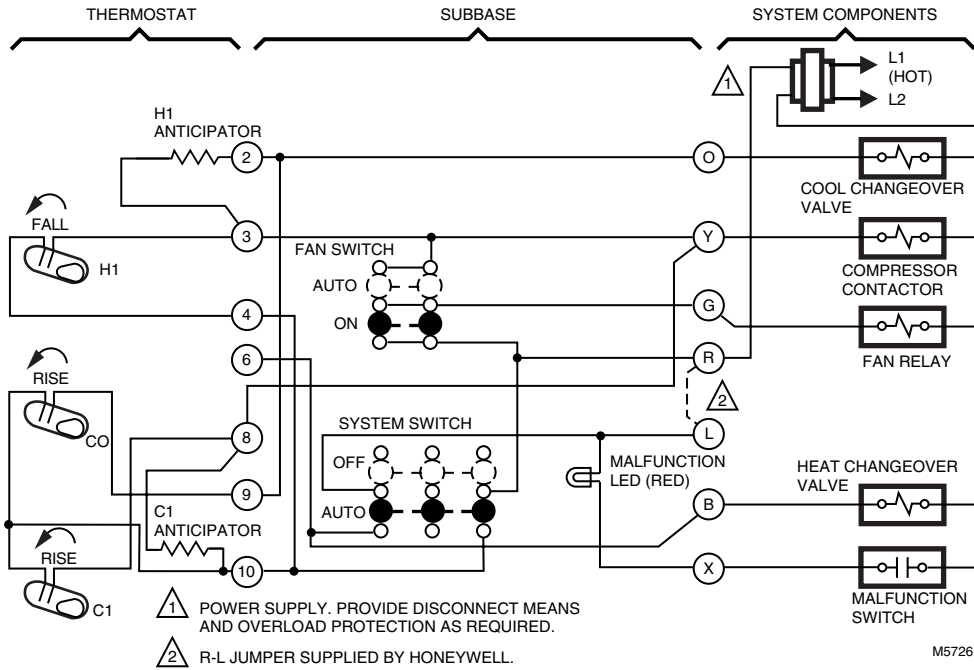 THERMOSTAT
SUBBASE
SYSTEM COMPONENTS
L1
(HOT)
L2
1
H1
ANTICIPATOR
2
O
COOL CHANGEOVER
VALVE
FALL
H1
3
FAN SWITCH
AUTO
ON
Y
COMPRESSOR
CONTACTOR
4
G
FAN RELAY
6
R
2
RISE
CO
8
SYSTEM SWITCH
OFF
AUTO
L
MALFUNCTION
LED (RED)
HEAT CHANGEOVER
VALVE
9
B
C1
ANTICIPATOR
RISE
C1
10
X
MALFUNCTION
SWITCH
1
POWER SUPPLY. PROVIDE DISCONNECT MEANS
AND OVERLOAD PROTECTION AS REQUIRED.
2
R-L JUMPER SUPPLIED BY HONEYWELL.
M5726